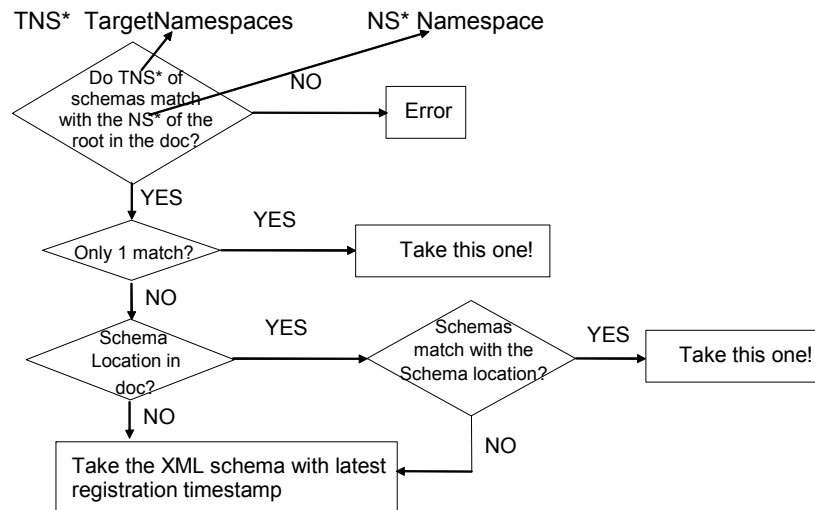 TNS* TargetNamespaces
NS* Namespace
Do TNS* of
schemas match
with the NS* of the
root in the doc?
NO
Error
YES
Only 1 match?
YES
Take this one!
NO
Schema
Location in
doc?
YES
Schemas
match with the
Schema location?
YES
Take this one!
NO
NO
Take the XML schema with latest
registration timestamp